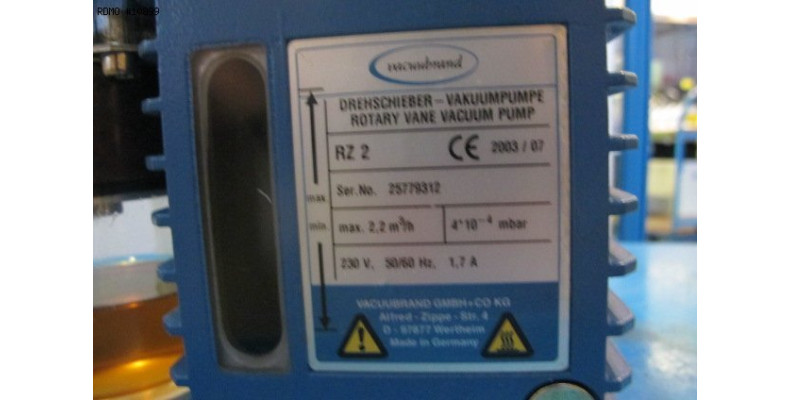 vacuubrand
DREHSCHIEBER - VAKUUMPUMPE
ROTARY VANE VACUUM PUMP
RZ 2 CE 2003 / 07
Ser.No. 25779312
max.
min.
max. 2,2 m³/h 4*10⁻⁴ mbar
230 V, 50/60 Hz, 1,7 A
VACUUBRAND GMBH+CO KG
Alfred - Zippe - Str. 4
D - 97877 Wertheim
Made in Germany